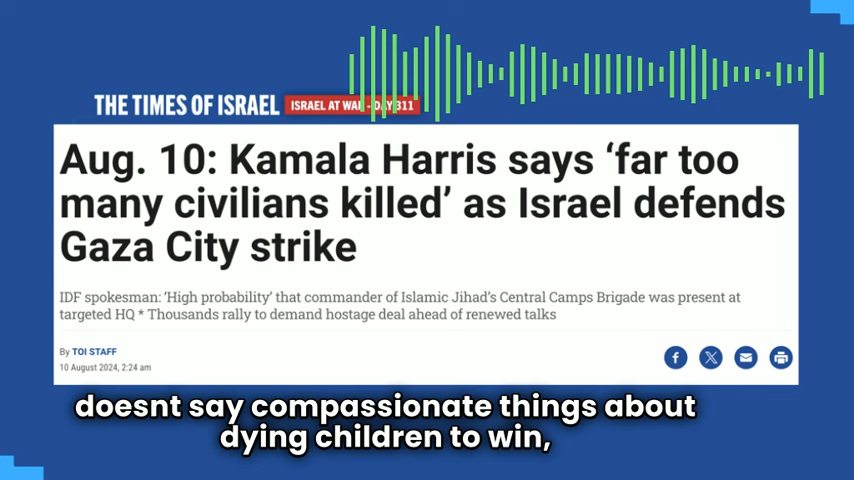 THE TIMES OF ISRAEL
ISRAEL AT WAR - DAY 311
Aug. 10: Kamala Harris says ‘far too
many civilians killed’ as Israel defends
Gaza City strike
IDF spokesman: ‘High probability’ that commander of Islamic Jihad’s Central Camps Brigade was present at
targeted HQ * Thousands rally to demand hostage deal ahead of renewed talks
By TOI STAFF
10 August 2024, 2:24 am
doesnt say compassionate things about
dying children to win,